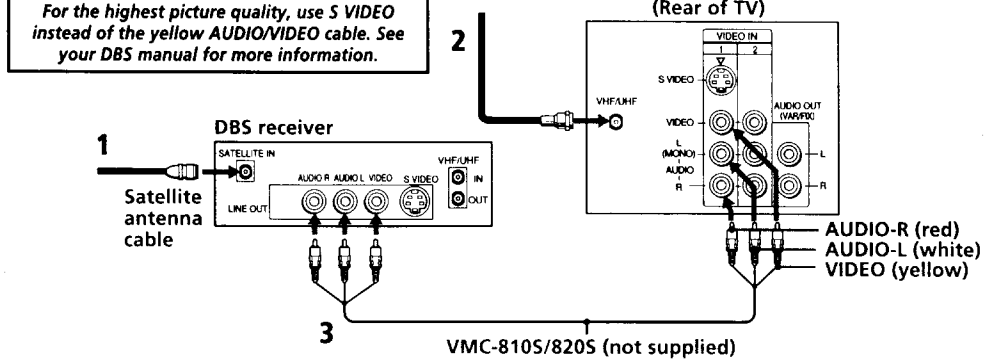 For the highest picture quality, use S VIDEO
instead of the yellow AUDIO/VIDEO cable. See
your DBS manual for more information.
2
(Rear of TV)
VIDEO IN
1 2
S VIDEO
VHF/UHF
VIDEO
AUDIO OUT
(VAR/FIX)
L
(MONO)
AUDIO
R
L
R
1
DBS receiver
SATELLITE IN
AUDIO R AUDIO L VIDEO S VIDEO
VHF/UHF
IN
OUT
LINE OUT
Satellite
antenna
cable
AUDIO-R (red)
AUDIO-L (white)
VIDEO (yellow)
3
VMC-810S/820S (not supplied)